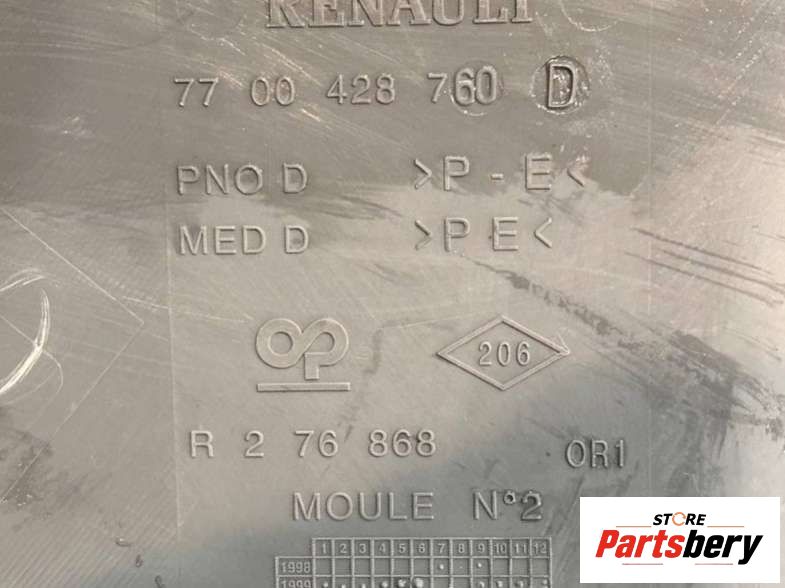 RENAULT
77 00 428 760 D
PNO D >P - E<
MED D >P E<
206
R 2 76 868
OR1
MOULE N°2
1 2 3 4 5 6 7 8 9 10 11 12
1998
1999
STORE
Partsbery